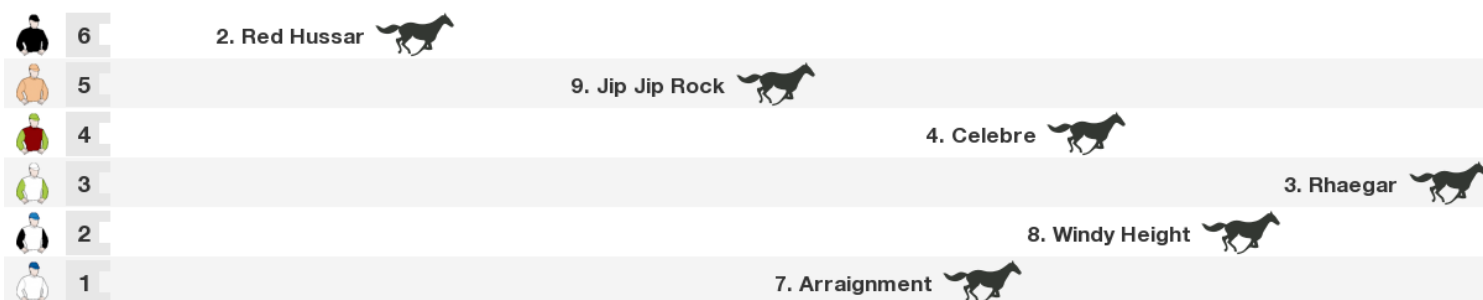 6 2. Red Hussar
5 9. Jip Jip Rock
4 4. Celebre
3 3. Rhaegar
2 8. Windy Height
1 7. Arraignment